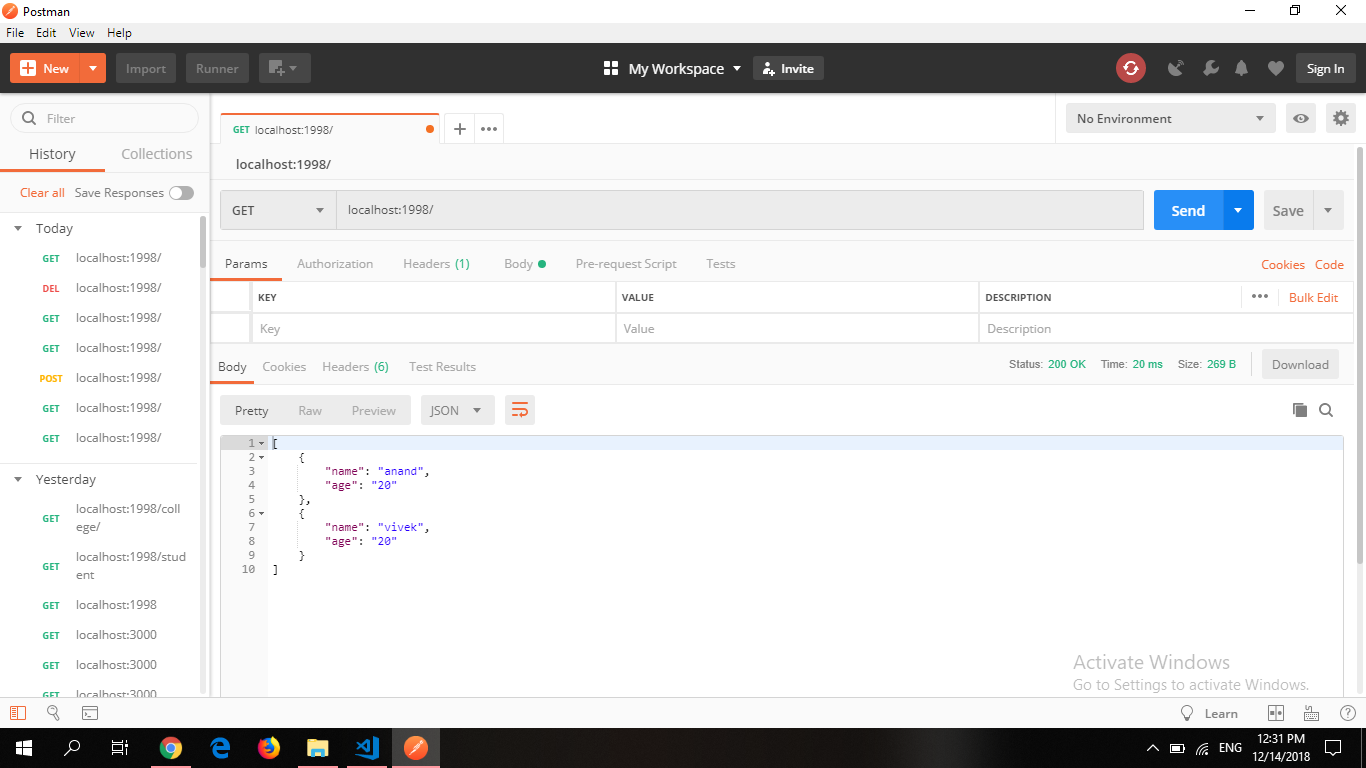 Postman
File Edit View Help
New Import Runner My Workspace Invite Sign In
Filter
History Collections
Clear all Save Responses
Today
GET localhost:1998/
DEL localhost:1998/
GET localhost:1998/
GET localhost:1998/
POST localhost:1998/
GET localhost:1998/
GET localhost:1998/
Yesterday
GET localhost:1998/coll
ege/
GET localhost:1998/stud
ent
GET localhost:1998
GET localhost:3000
GET localhost:3000
GET localhost:3000
GET localhost:1998/
No Environment
localhost:1998/
GET localhost:1998/ Send Save
Params Authorization Headers (1) Body Pre-request Script Tests Cookies Code
KEY VALUE DESCRIPTION Bulk Edit
Key Value Description
Body Cookies Headers (6) Test Results Status: 200 OK Time: 20 ms Size: 269 B Download
Pretty Raw Preview JSON
1 [
2 {
3 "name": "anand",
4 "age": "20"
5 },
6 {
7 "name": "vivek",
8 "age": "20"
9 }
10 ]
Activate Windows
Go to Settings to activate Windows.
Learn
ENG
12:31 PM
12/14/2018